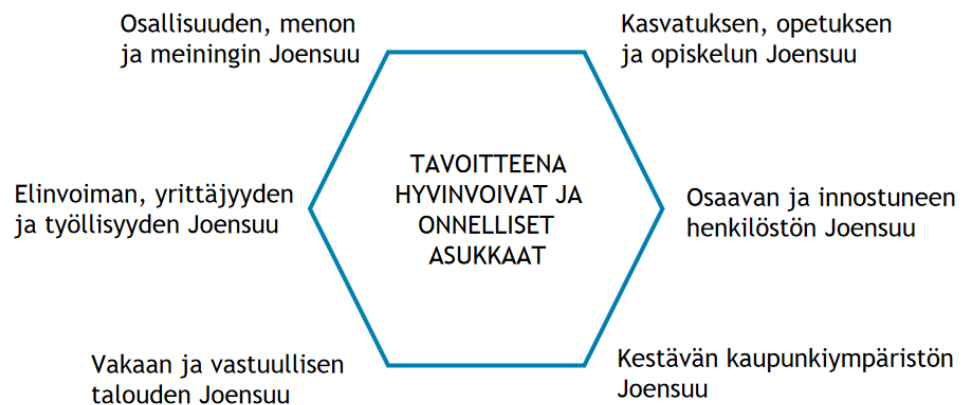 Osallisuuden, menon
ja meiningin Joensuu
Kasvatuksen, opetuksen
ja opiskelun Joensuu
TAVOITTEENA
HYVINVOIVAT JA
ONNELLISET
ASUKKAAT
Elinvoiman, yrittäjyyden
ja työllisyyden Joensuu
Osaavan ja innostuneen
henkilöstön Joensuu
Vakaan ja vastuullisen
talouden Joensuu
Kestävän kaupunkiympäristön
Joensuu